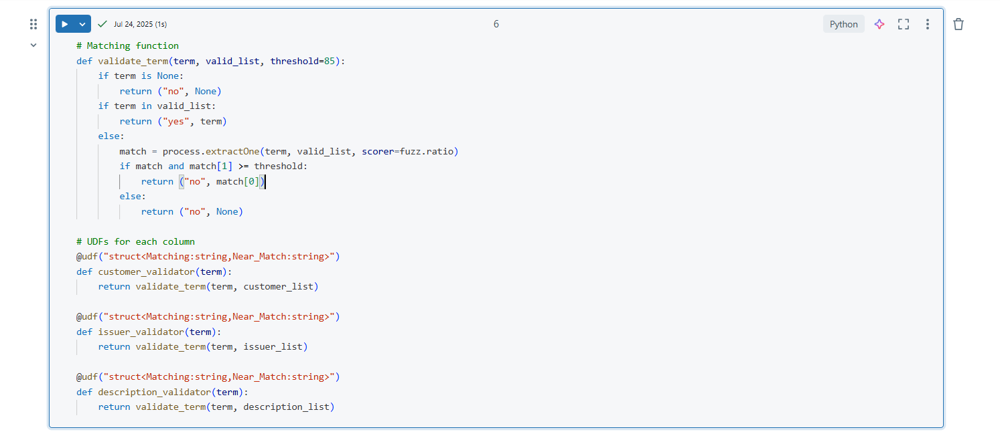 Jul 24, 2025 (1s)
6
Python
# Matching function
def validate_term(term, valid_list, threshold=85):
    if term is None:
        return ("no", None)
    if term in valid_list:
        return ("yes", term)
    else:
        match = process.extractOne(term, valid_list, scorer=fuzz.ratio)
        if match and match[1] >= threshold:
            return ("no", match[0])
        else:
            return ("no", None)

# UDFs for each column
@udf("struct<Matching:string,Near_Match:string>")
def customer_validator(term):
    return validate_term(term, customer_list)

@udf("struct<Matching:string,Near_Match:string>")
def issuer_validator(term):
    return validate_term(term, issuer_list)

@udf("struct<Matching:string,Near_Match:string>")
def description_validator(term):
    return validate_term(term, description_list)